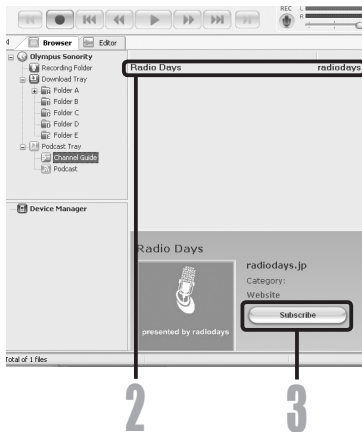 REC
L
R
Browser
Editor
Olympus Sonority
Recording Folder
Download Tray
Folder A
Folder B
Folder C
Folder D
Folder E
Podcast Tray
Channel Guide
Podcast
Device Manager
Radio Days radiodays
Radio Days
presented by radiodays
radiodays.jp
Category:
Website
Subscribe
Total of 1 files
2
3